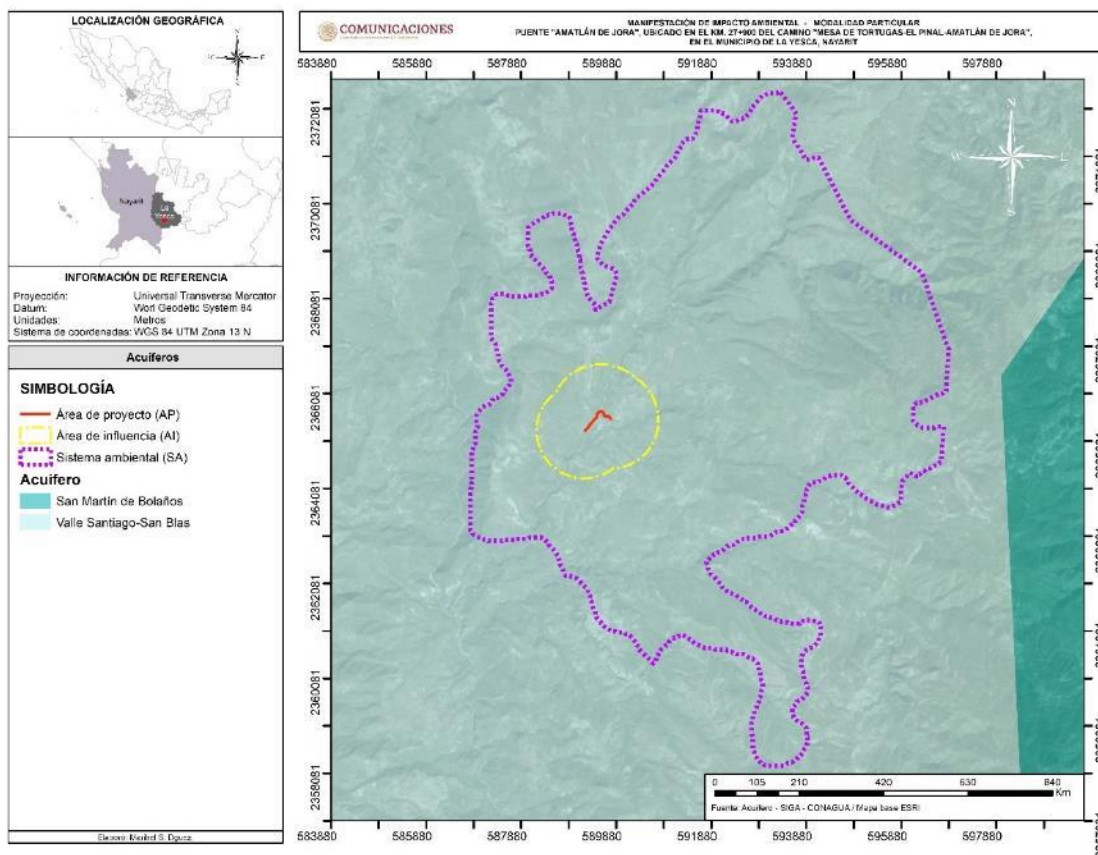 LOCALIZACIÓN GEOGRÁFICA
Nayarit
La Yesca
INFORMACIÓN DE REFERENCIA
Proyección: Universal Transverse Mercator
Datum: Worl Geodetic System 84
Unidades: Metros
Sistema de coordenadas: WGS 84 UTM Zona 13 N
Acuíferos
SIMBOLOGÍA
Área de proyecto (AP)
Área de influencia (AI)
Sistema ambiental (SA)
Acuífero
San Martín de Bolaños
Valle Santiago-San Blas
COMUNICACIONES
MANIFESTACIÓN DE IMPACTO AMBIENTAL - MODALIDAD PARTICULAR
PUENTE "AMATLÁN DE JORA", UBICADO EN EL KM. 27+900 DEL CAMINO "MESA DE TORTUGAS-EL PINAL-AMATLÁN DE JORA",
EN EL MUNICIPIO DE LA YESCA, NAYARIT
583880 585880 587880 589880 591880 593880 595880 597880
2372081
2370081
2368081
2366081
2364081
2362081
2360081
2358081
N
W E
S
0 105 210 420 630 840
Km
Fuente: Acuífero - SIGA - CONAGUA / Mapa base ESRI
583880 585880 587880 589880 591880 593880 595880 597880